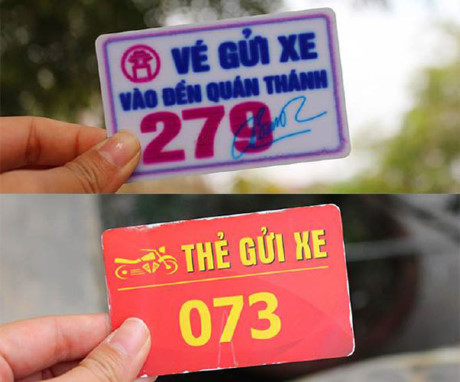 VÉ GỬI XE
VÀO ĐỀN QUÁN THÁNH
279
THẺ GỬI XE
073